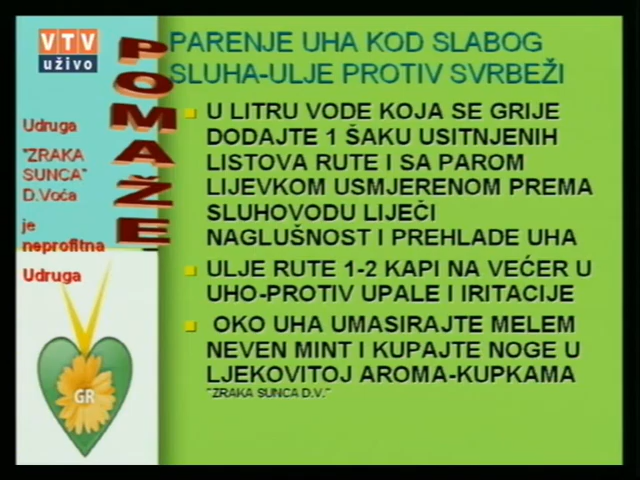 VTV
uživo
POMAŽE
Udruga
"ZRAKA
SUNCA"
D.Voća
je
neprofitna
Udruga
GR
PARENJE UHA KOD SLABOG
SLUHA-ULJE PROTIV SVRBEŽI
U LITRU VODE KOJA SE GRIJE
DODAJTE 1 ŠAKU USITNJENIH
LISTOVA RUTE I SA PAROM
LIJEVKOM USMJERENOM PREMA
SLUHOVODU LIJEČI
NAGLUŠNOST I PREHLADE UHA
ULJE RUTE 1-2 KAPI NA VEĆER U
UHO-PROTIV UPALE I IRITACIJE
OKO UHA UMASIRAJTE MELEM
NEVEN MINT I KUPAJTE NOGE U
LJEKOVITOJ AROMA-KUPKAMA
"ZRAKA SUNCA D.V."